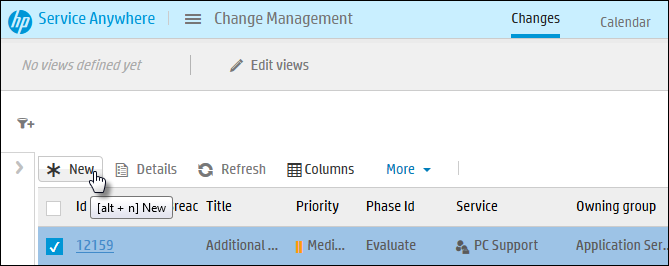 hp Service Anywhere Change Management Changes Calendar
No views defined yet Edit views
New Details Refresh Columns More
Id reac Title Priority Phase Id Service Owning group
[alt + n] New
12159 Additional ... Medi... Evaluate PC Support Application Ser...